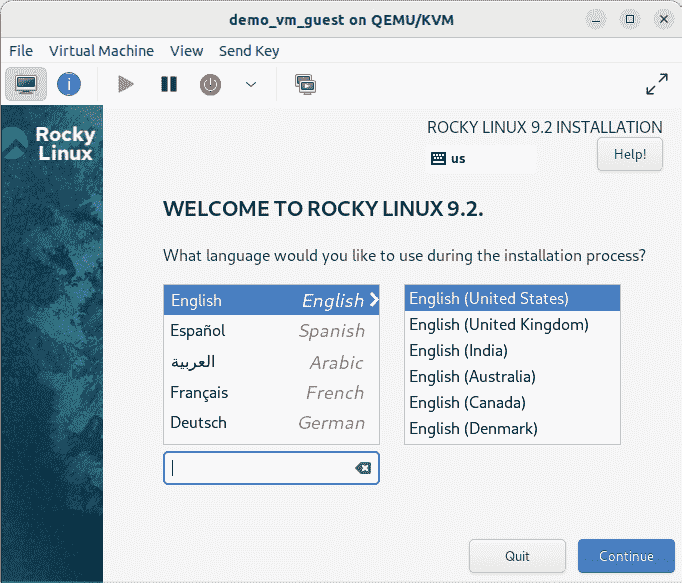 demo_vm_guest on QEMU/KVM
File Virtual Machine View Send Key
Rocky
Linux
ROCKY LINUX 9.2 INSTALLATION
us
Help!
WELCOME TO ROCKY LINUX 9.2.
What language would you like to use during the installation process?
English English
Español Spanish
العربية Arabic
Français French
Deutsch German
English (United States)
English (United Kingdom)
English (India)
English (Australia)
English (Canada)
English (Denmark)
Quit Continue